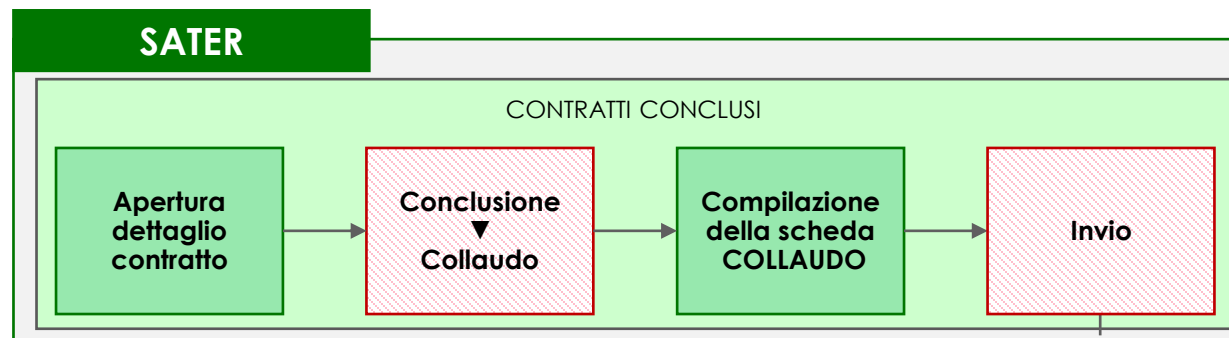 SATER
CONTRATTI CONCLUSI
Apertura
dettaglio
contratto
Conclusione
▼
Collaudo
Compilazione
della scheda
COLLAUDO
Invio